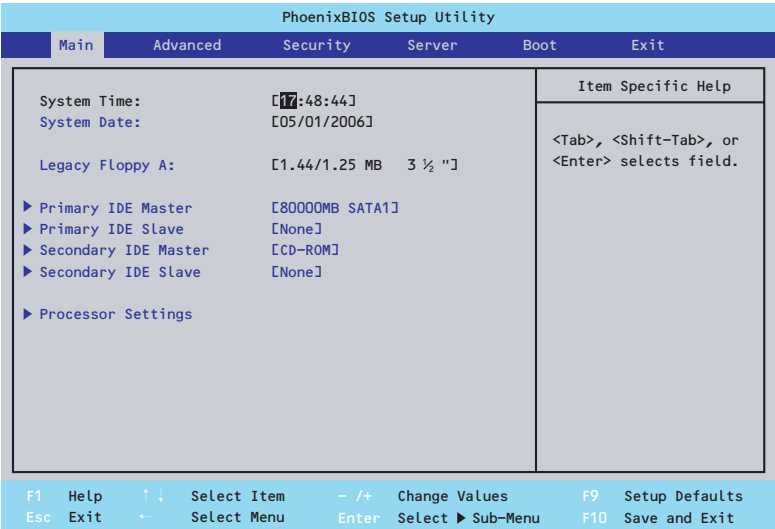 PhoenixBIOS Setup Utility
Main Advanced Security Server Boot Exit
Item Specific Help
System Time: [17:48:44]
System Date: [05/01/2006]
<Tab>, <Shift-Tab>, or
<Enter> selects field.
Legacy Floppy A: [1.44/1.25 MB 3 ½ "]
▶ Primary IDE Master [80000MB SATA1]
▶ Primary IDE Slave [None]
▶ Secondary IDE Master [CD-ROM]
▶ Secondary IDE Slave [None]
▶ Processor Settings
F1 Help ↑↓ Select Item - /+ Change Values F9 Setup Defaults
Esc Exit ← Select Menu Enter Select ▶ Sub-Menu F10 Save and Exit